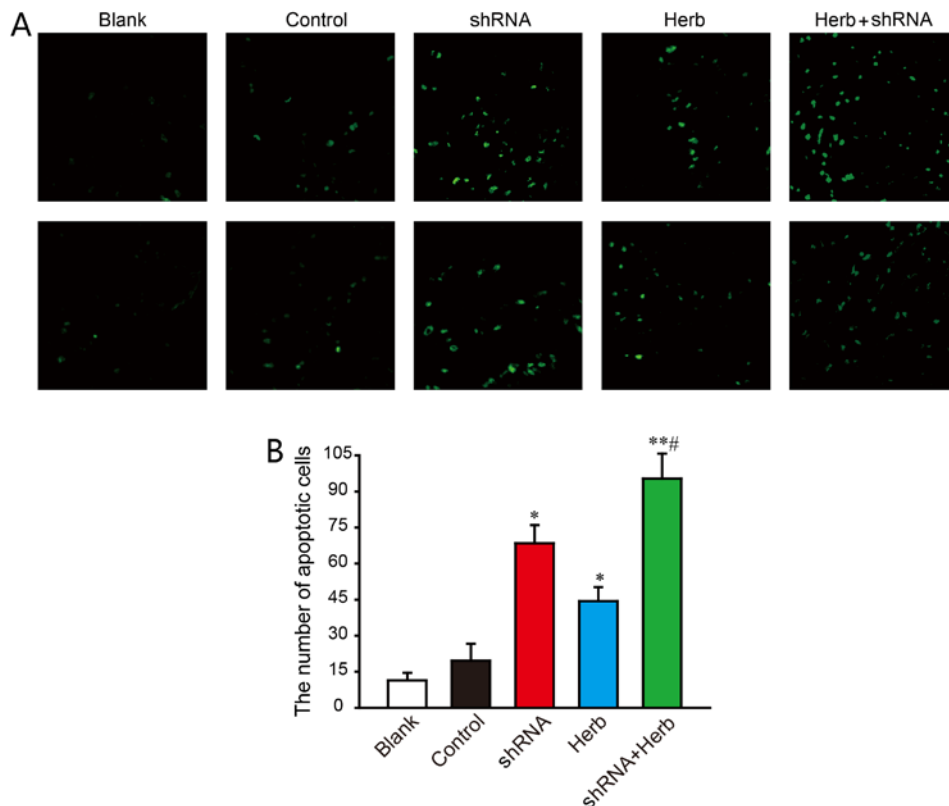 A
Blank Control shRNA Herb Herb+shRNA
B
The number of apoptotic cells
105
90
75
60
45
30
15
0
*
*
**#
Blank
Control
shRNA
Herb
shRNA+Herb